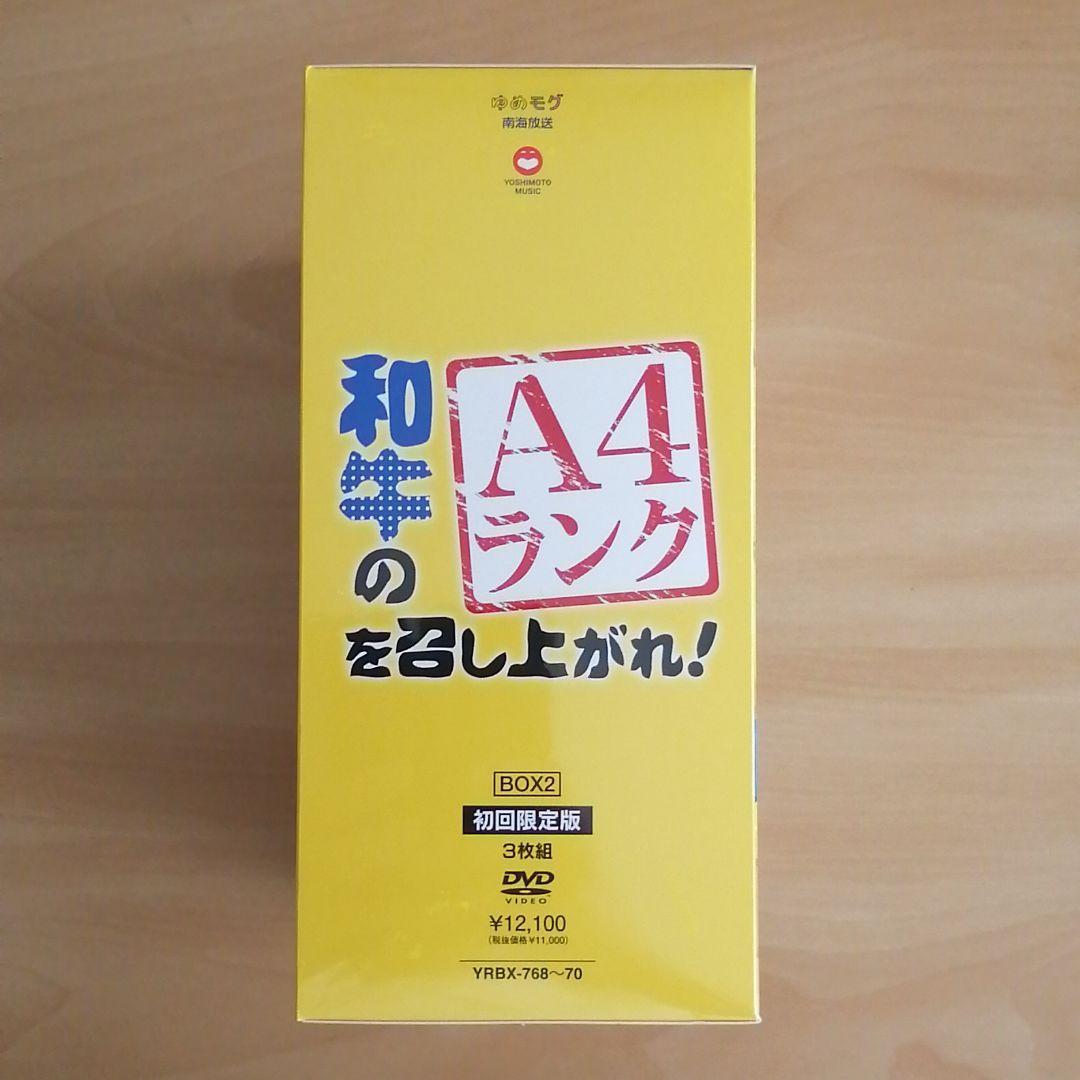 ゆめモグ
南海放送
YOSHIMOTO
MUSIC
和牛の
A4
ランク
を召し上がれ!
BOX2
初回限定版
3枚組
DVD
VIDEO
¥12,100
(税抜価格¥11,000)
YRBX-768〜70